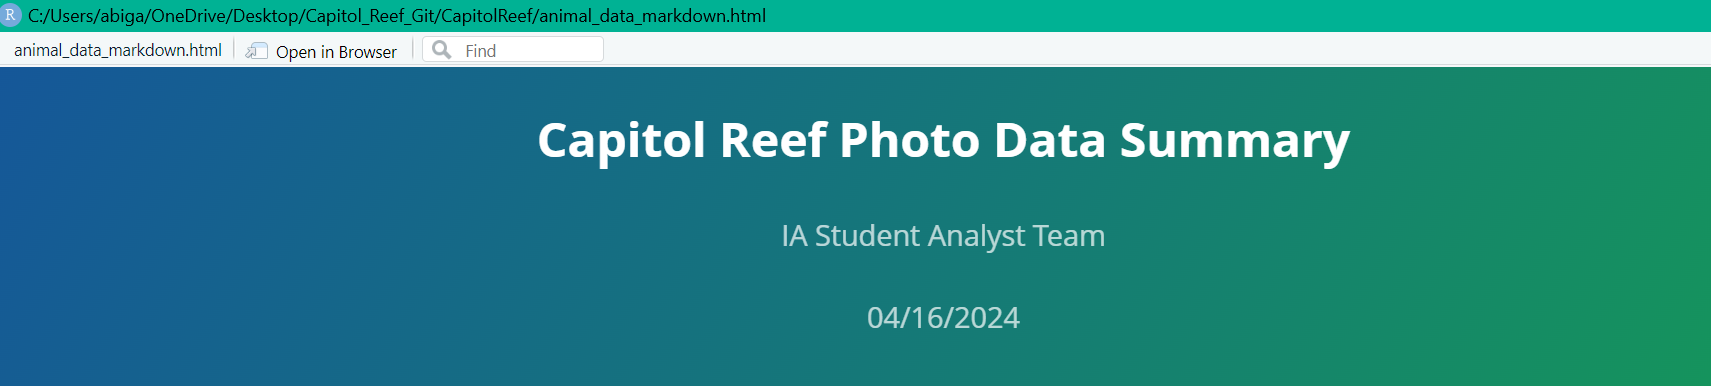 R C:/Users/abiga/OneDrive/Desktop/Capitol_Reef_Git/CapitolReef/animal_data_markdown.html
animal_data_markdown.html Open in Browser Find
Capitol Reef Photo Data Summary
IA Student Analyst Team
04/16/2024